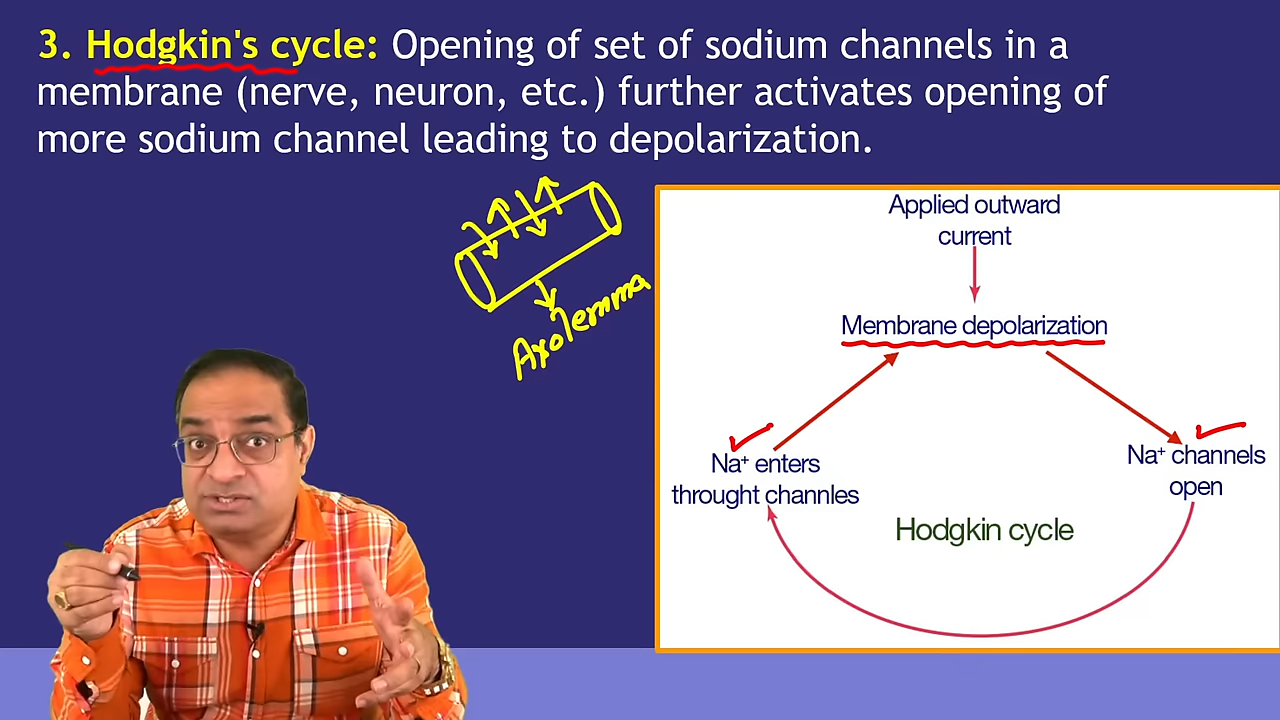 3. Hodgkin's cycle: Opening of set of sodium channels in a
membrane (nerve, neuron, etc.) further activates opening of
more sodium channel leading to depolarization.
Axolemma
Applied outward
current
Membrane depolarization
Na⁺ enters
throught channles
Na⁺ channels
open
Hodgkin cycle